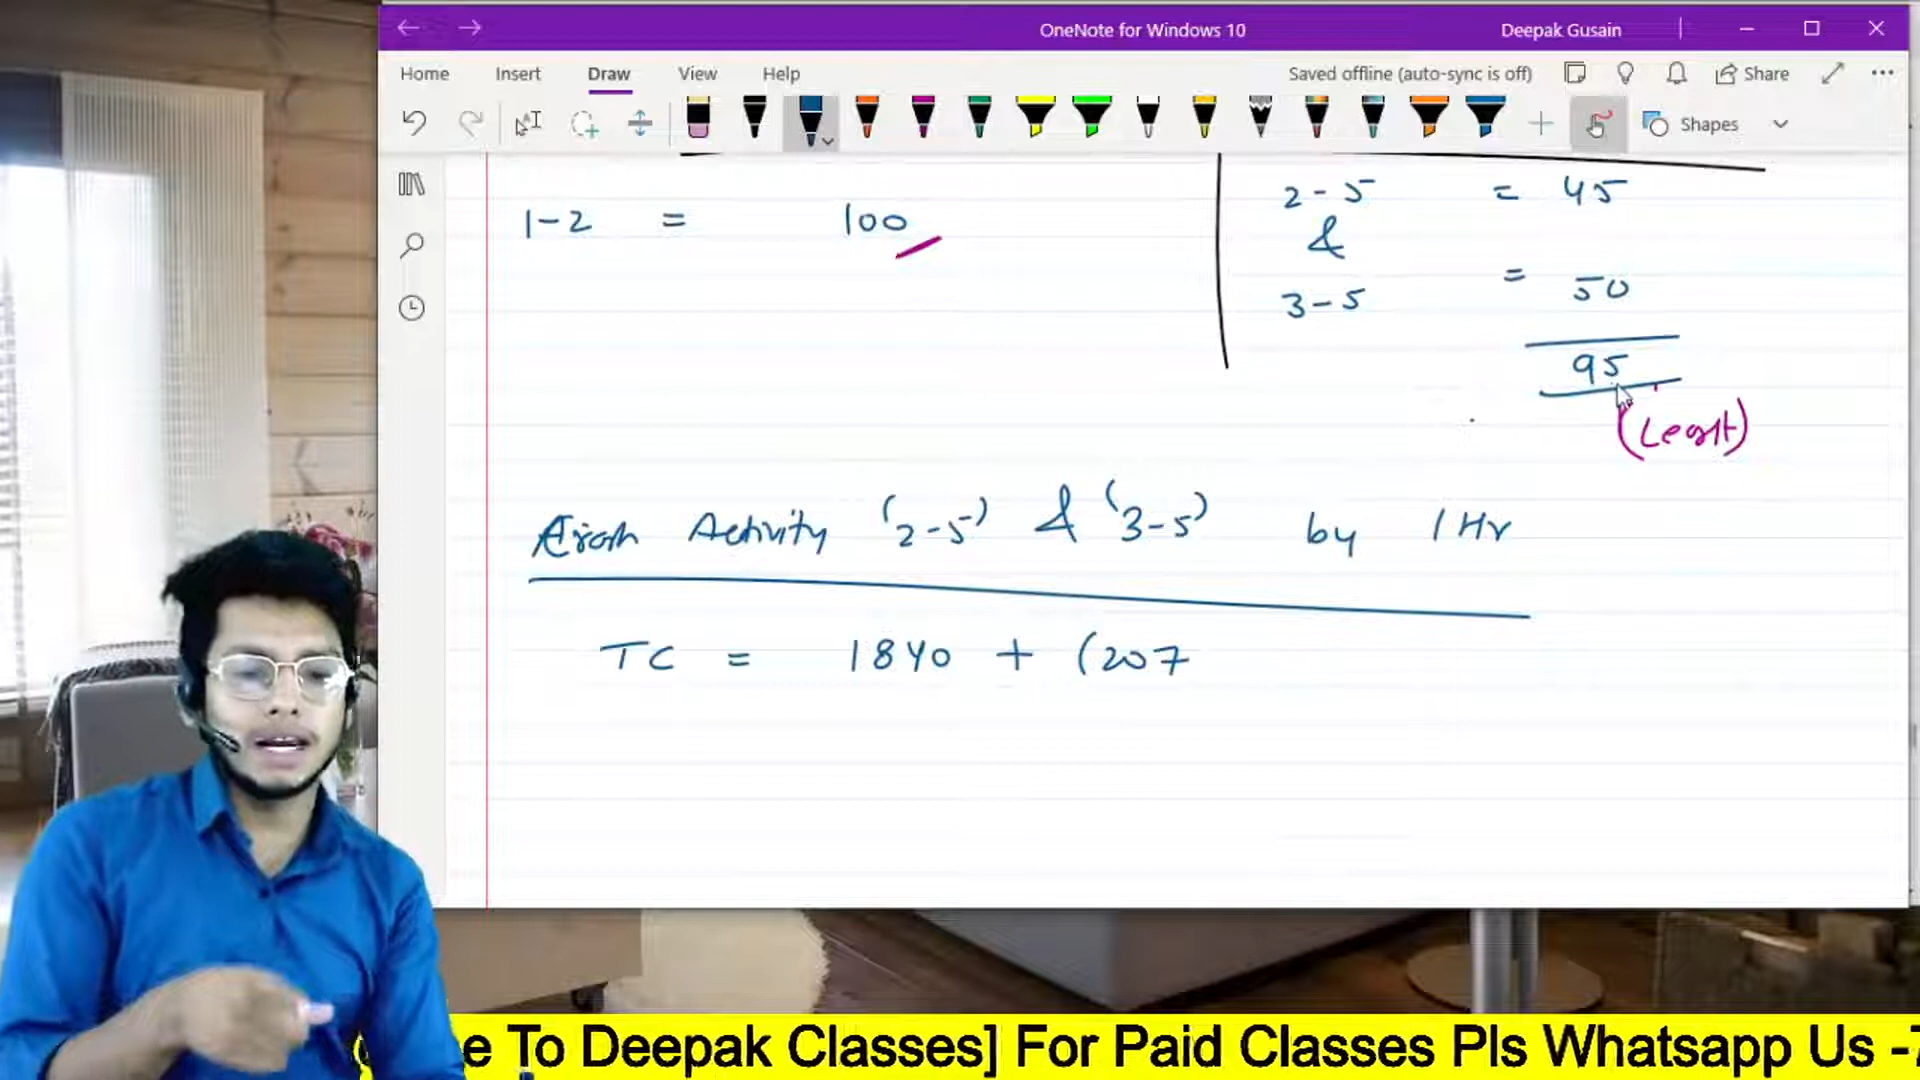 OneNote for Windows 10
Deepak Gusain
Home Insert Draw View Help
Saved offline (auto-sync is off)
Share
Shapes
1-2 = 100
2-5 = 45
&
3-5 = 50
95
(Least)
Crash Activity (2-5) & (3-5) by 1 Hr
TC = 1840 + (207
e To Deepak Classes] For Paid Classes Pls Whatsapp Us -7